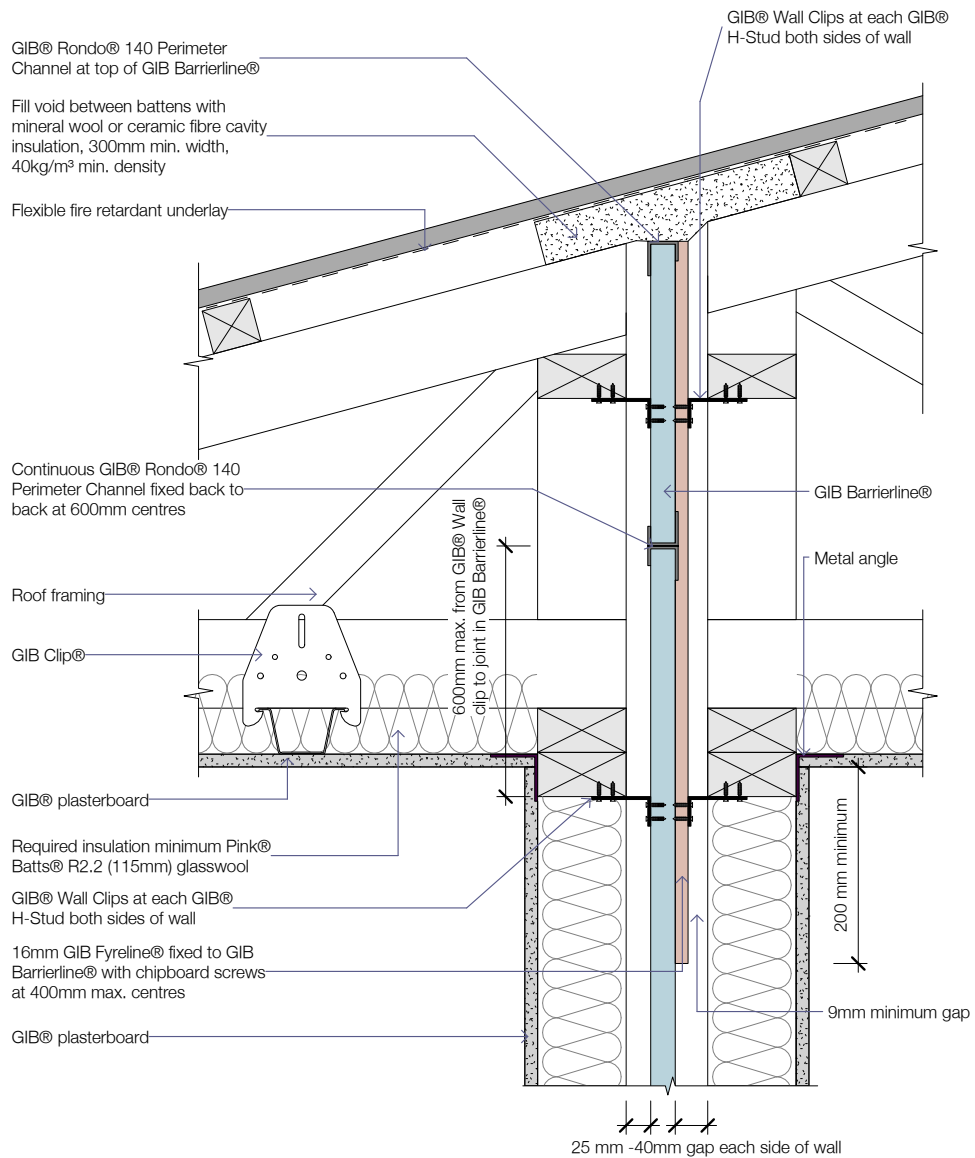 GIB® Wall Clips at each GIB®
H-Stud both sides of wall
GIB® Rondo® 140 Perimeter
Channel at top of GIB Barrierline®
Fill void between battens with
mineral wool or ceramic fibre cavity
insulation, 300mm min. width,
40kg/m³ min. density
Flexible fire retardant underlay
Continuous GIB® Rondo® 140
Perimeter Channel fixed back to
back at 600mm centres
GIB Barrierline®
600mm max. from GIB® Wall
clip to joint in GIB Barrierline®
Metal angle
Roof framing
GIB Clip®
GIB® plasterboard
Required insulation minimum Pink®
Batts® R2.2 (115mm) glasswool
GIB® Wall Clips at each GIB®
H-Stud both sides of wall
200 mm minimum
16mm GIB Fyreline® fixed to GIB
Barrierline® with chipboard screws
at 400mm max. centres
9mm minimum gap
GIB® plasterboard
25 mm -40mm gap each side of wall